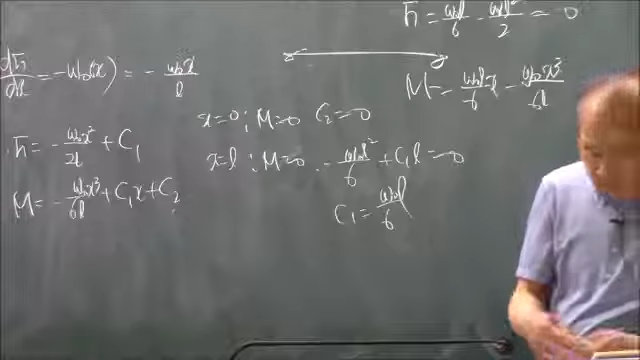 dF/dx = -w₀(x) = - w₀x/l
F = - w₀x²/2l + C₁
M = - w₀x³/6l + C₁x + C₂
x=0 ; M=0 C₂=0
x=l ; M=0 - w₀l²/6 + C₁l = 0
C₁ = w₀l/6
F = w₀l/6 - w₀x²/2 = 0
M = w₀l/6 x - w₀x³/6l